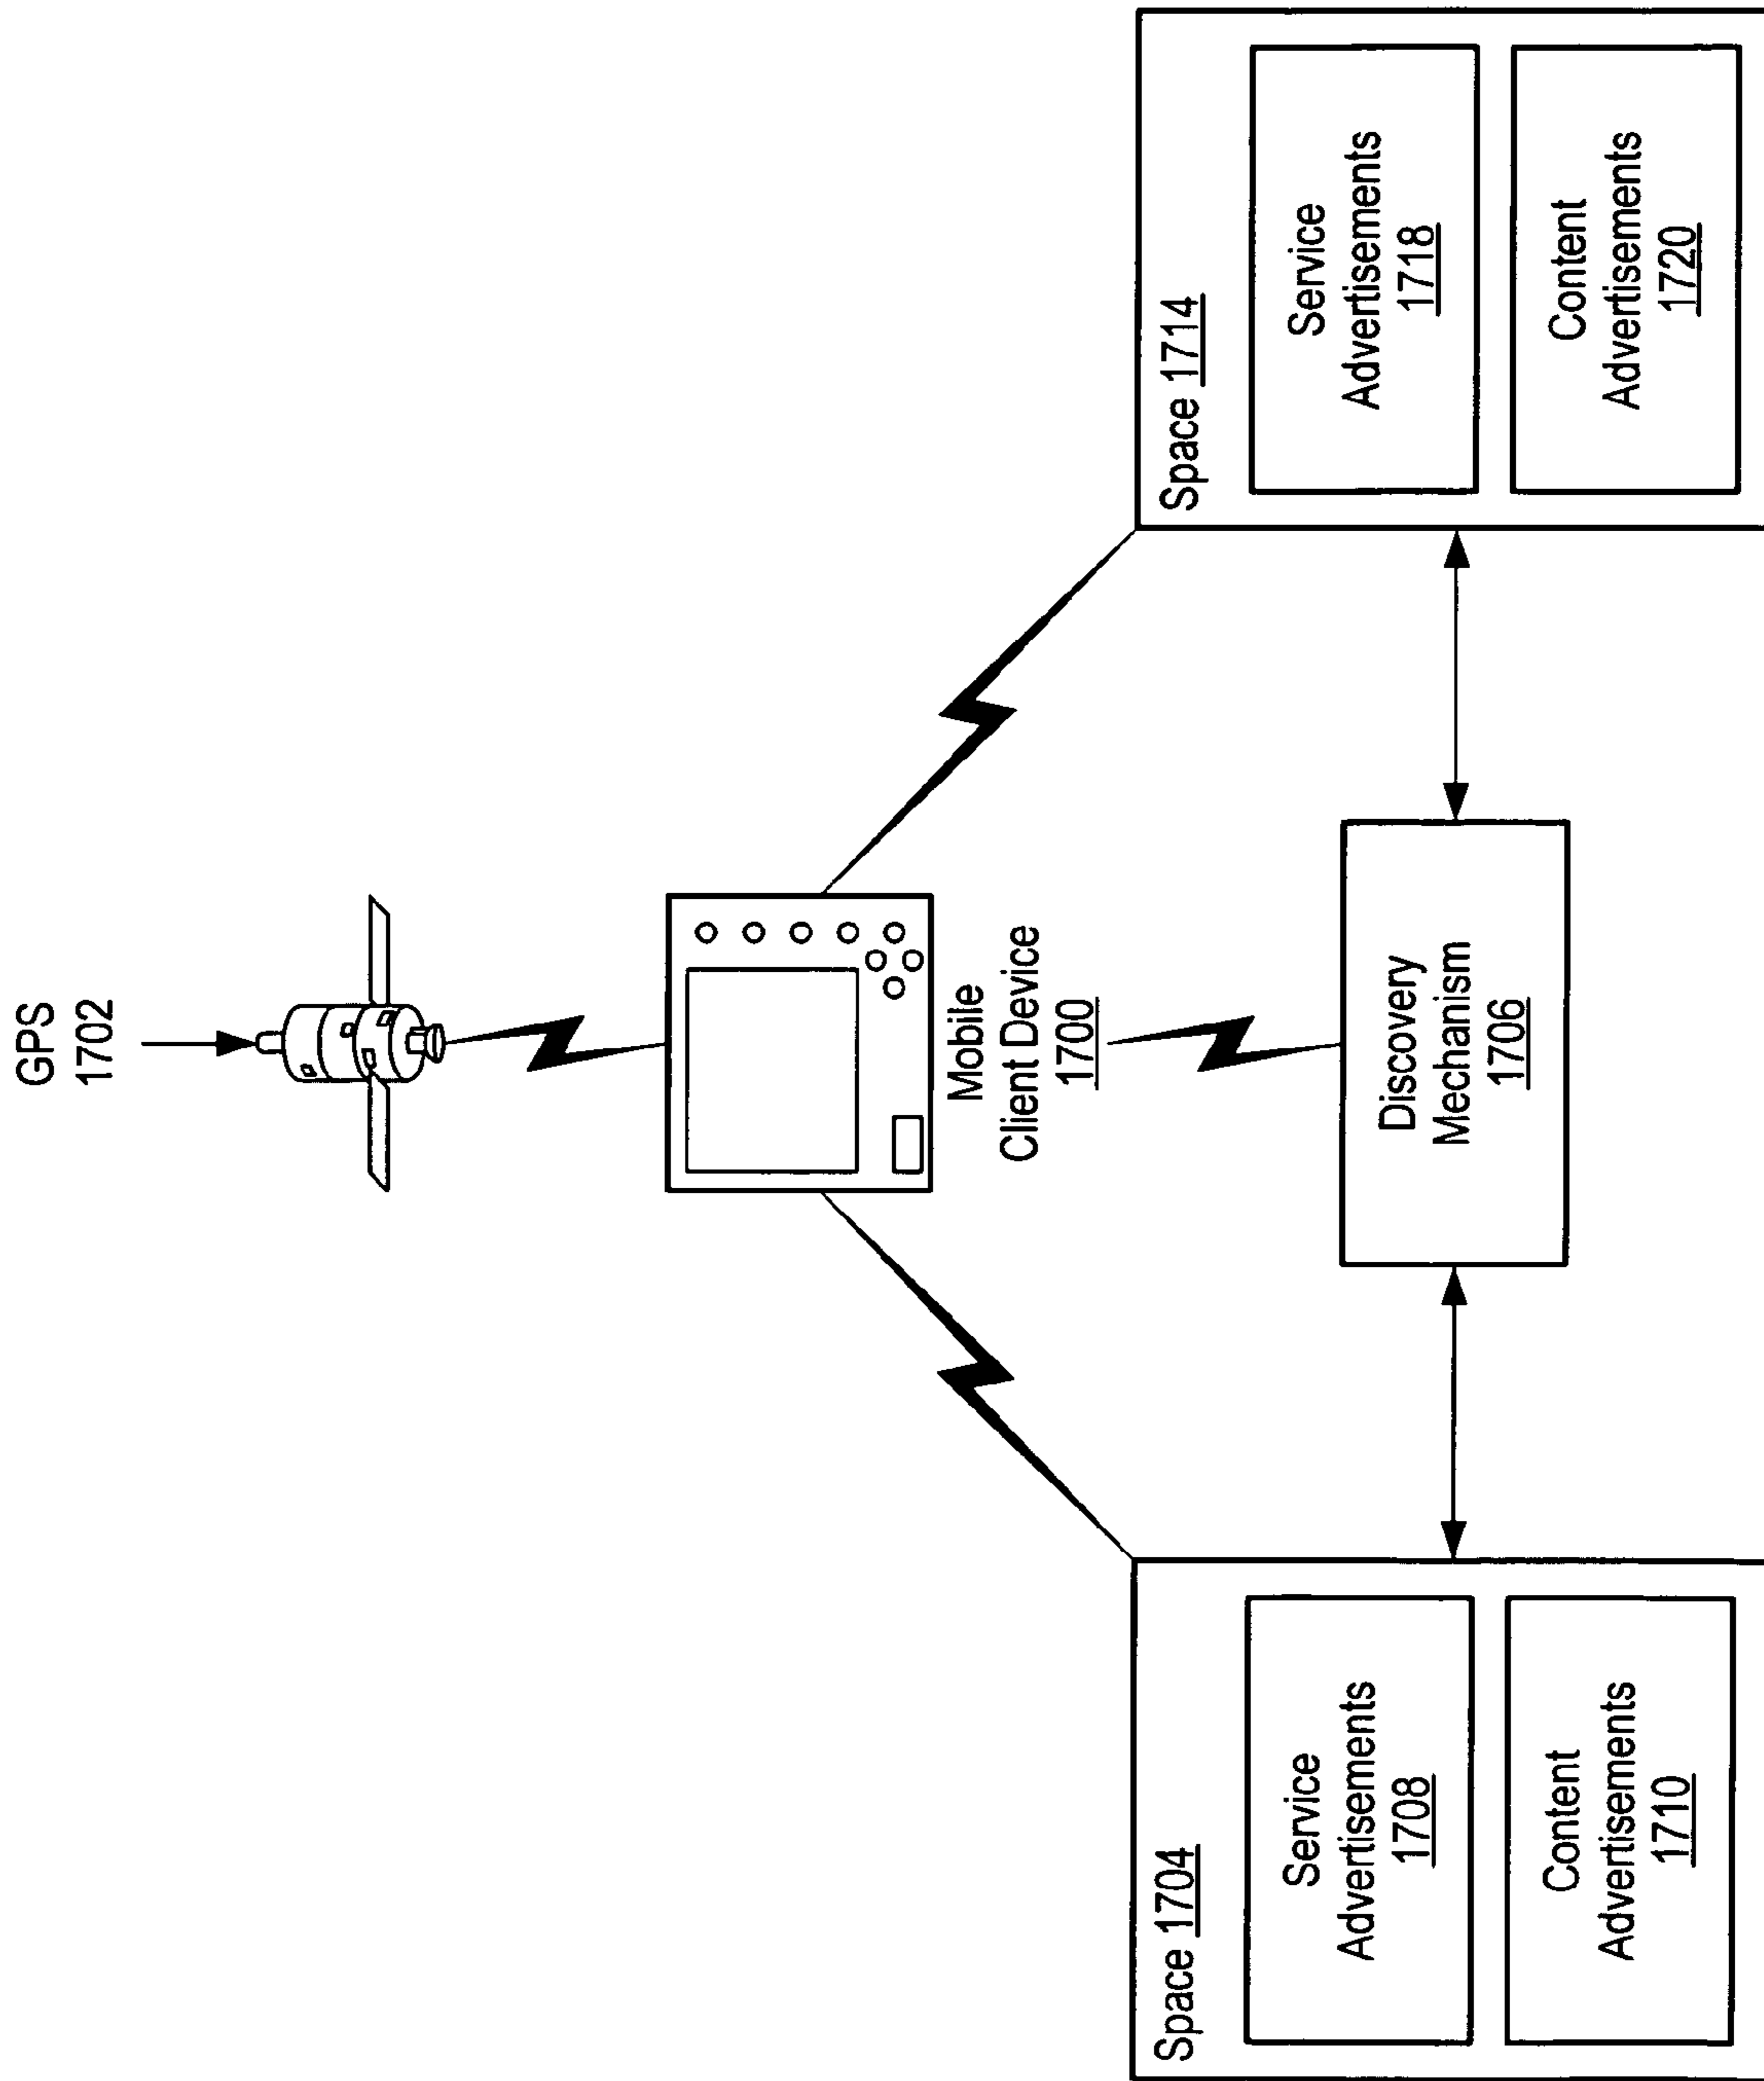 GPS
1702
Mobile
Client Device
1700
Discovery
Mechanism
1706
Space 1704
Service
Advertisements
1708
Content
Advertisements
1710
Space 1714
Service
Advertisements
1718
Content
Advertisements
1720